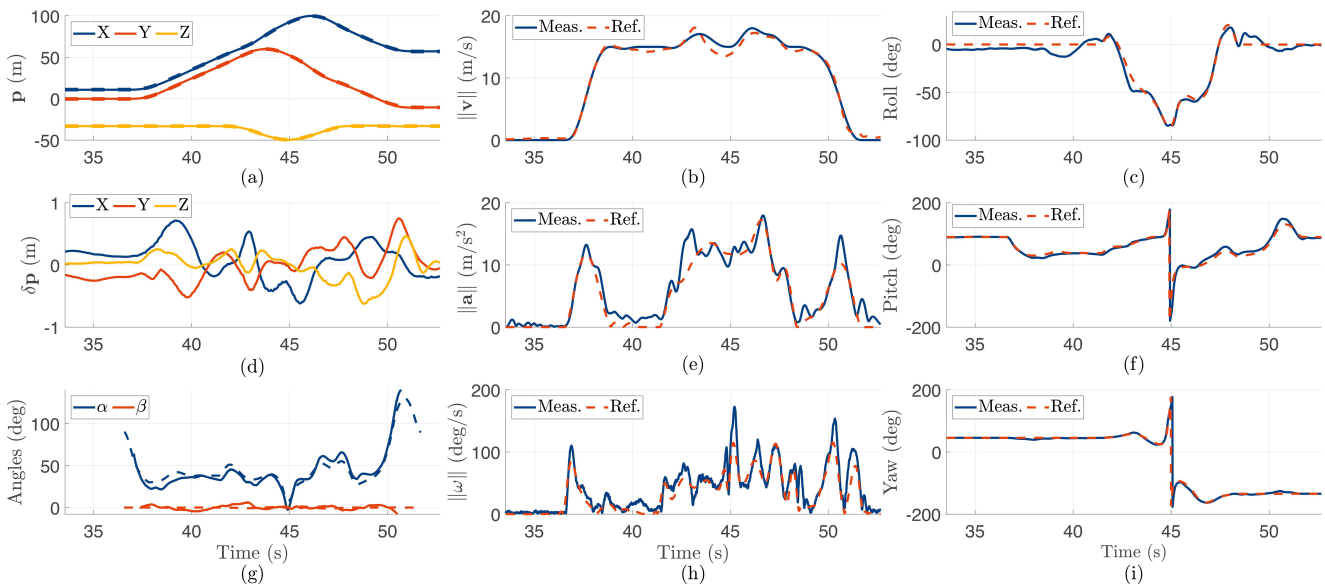 p (m)
100
50
0
-50
X Y Z
35 40 45 50
(a)
||v|| (m/s)
20
10
0
Meas. Ref.
35 40 45 50
(b)
Roll (deg)
0
-50
-100
Meas. Ref.
35 40 45 50
(c)
δp (m)
1
0
-1
X Y Z
35 40 45 50
(d)
||a|| (m/s²)
20
10
0
Meas. Ref.
35 40 45 50
(e)
Pitch (deg)
200
0
-200
Meas. Ref.
35 40 45 50
(f)
Angles (deg)
100
50
0
α β
35 40 45 50
Time (s)
(g)
||ω|| (deg/s)
200
100
0
Meas. Ref.
35 40 45 50
Time (s)
(h)
Yaw (deg)
200
0
-200
Meas. Ref.
35 40 45 50
Time (s)
(i)